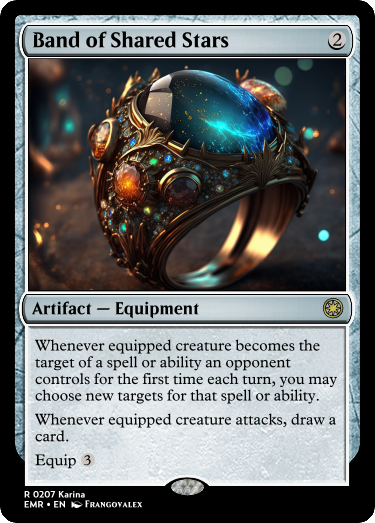 Band of Shared Stars 2
Artifact — Equipment
Whenever equipped creature becomes the
target of a spell or ability an opponent
controls for the first time each turn, you may
choose new targets for that spell or ability.
Whenever equipped creature attacks, draw a
card.
Equip 3
R 0207 Karina
EMR • EN Frangovalex